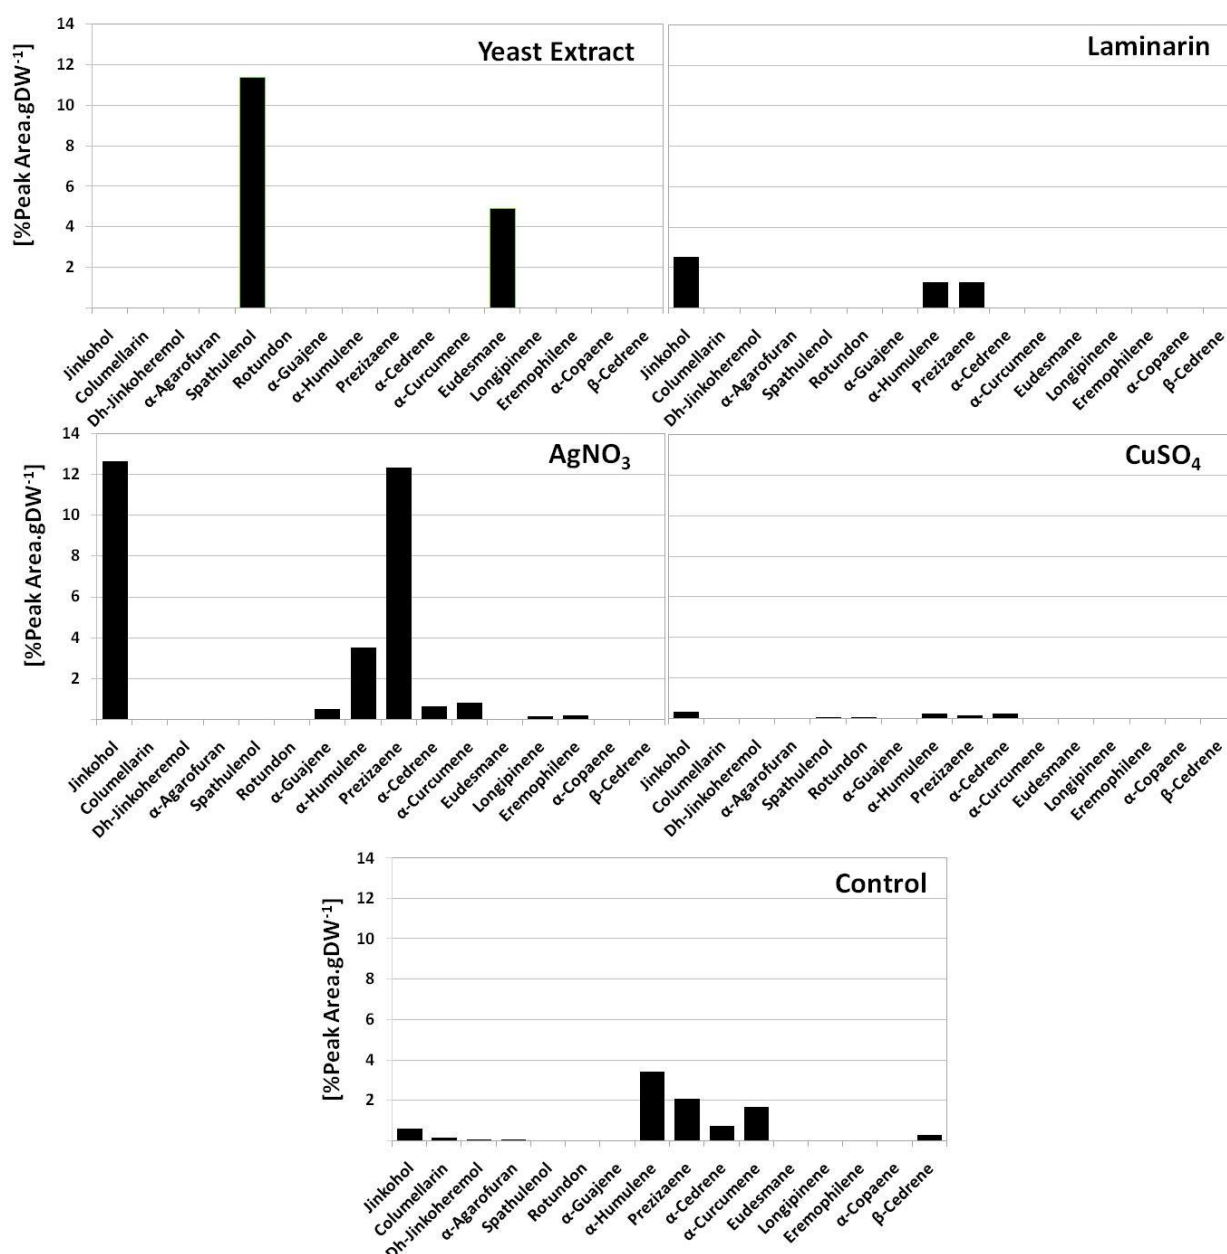 Yeast Extract
[%Peak Area.gDW⁻¹]
14
12
10
8
6
4
2
Jinkohol
Columellarin
Dh-Jinkoheremol
α-Agarofuran
Spathulenol
Rotundon
α-Guajene
α-Humulene
Prezizaene
α-Cedrene
α-Curcumene
Eudesmane
Longipinene
Eremophilene
α-Copaene
β-Cedrene
Laminarin
Jinkohol
Columellarin
Dh-Jinkoheremol
α-Agarofuran
Spathulenol
Rotundon
α-Guajene
α-Humulene
Prezizaene
α-Cedrene
α-Curcumene
Eudesmane
Longipinene
Eremophilene
α-Copaene
β-Cedrene
AgNO₃
[%Peak Area.gDW⁻¹]
14
12
10
8
6
4
2
Jinkohol
Columellarin
Dh-Jinkoheremol
α-Agarofuran
Spathulenol
Rotundon
α-Guajene
α-Humulene
Prezizaene
α-Cedrene
α-Curcumene
Eudesmane
Longipinene
Eremophilene
α-Copaene
β-Cedrene
CuSO₄
Jinkohol
Columellarin
Dh-Jinkoheremol
α-Agarofuran
Spathulenol
Rotundon
α-Guajene
α-Humulene
Prezizaene
α-Cedrene
α-Curcumene
Eudesmane
Longipinene
Eremophilene
α-Copaene
β-Cedrene
Control
[%Peak Area.gDW⁻¹]
14
12
10
8
6
4
2
Jinkohol
Columellarin
Dh-Jinkoheremol
α-Agarofuran
Spathulenol
Rotundon
α-Guajene
α-Humulene
Prezizaene
α-Cedrene
α-Curcumene
Eudesmane
Longipinene
Eremophilene
α-Copaene
β-Cedrene